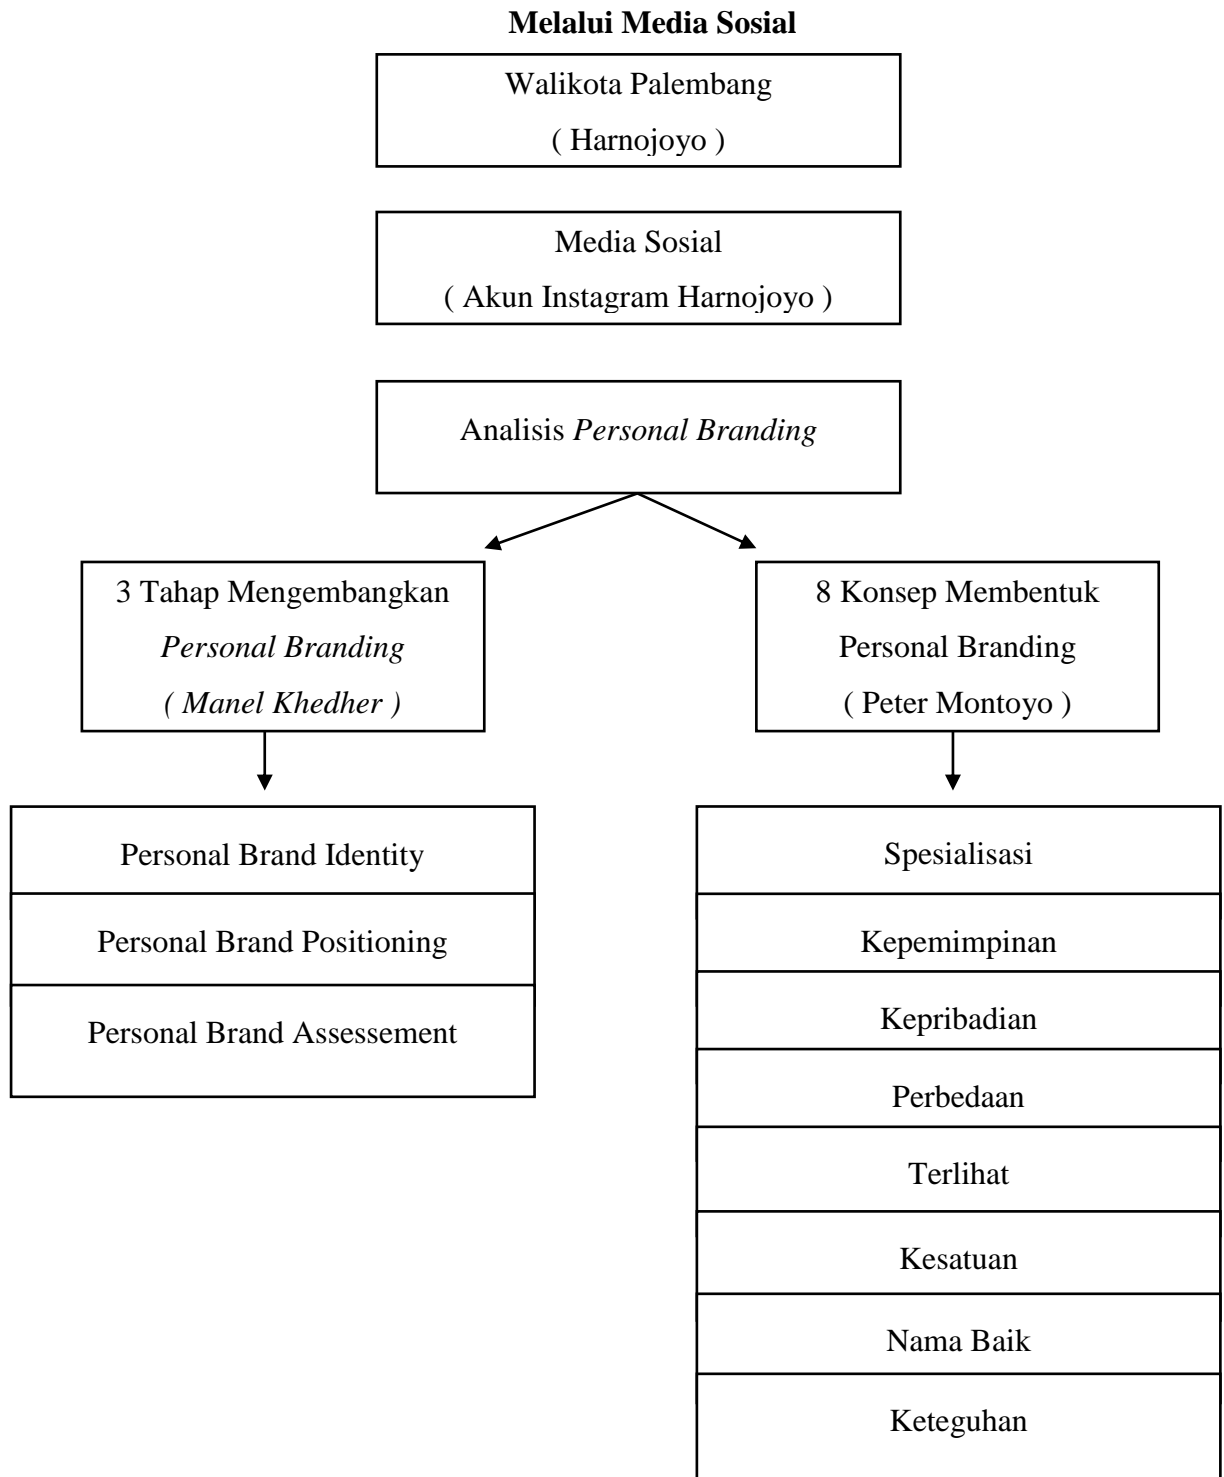 Melalui Media Sosial
Walikota Palembang
( Harnojoyo )
Media Sosial
( Akun Instagram Harnojoyo )
Analisis Personal Branding
3 Tahap Mengembangkan
Personal Branding
( Manel Khedher )
8 Konsep Membentuk
Personal Branding
( Peter Montoyo )
Personal Brand Identity
Personal Brand Positioning
Personal Brand Assessement
Spesialisasi
Kepemimpinan
Kepribadian
Perbedaan
Terlihat
Kesatuan
Nama Baik
Keteguhan